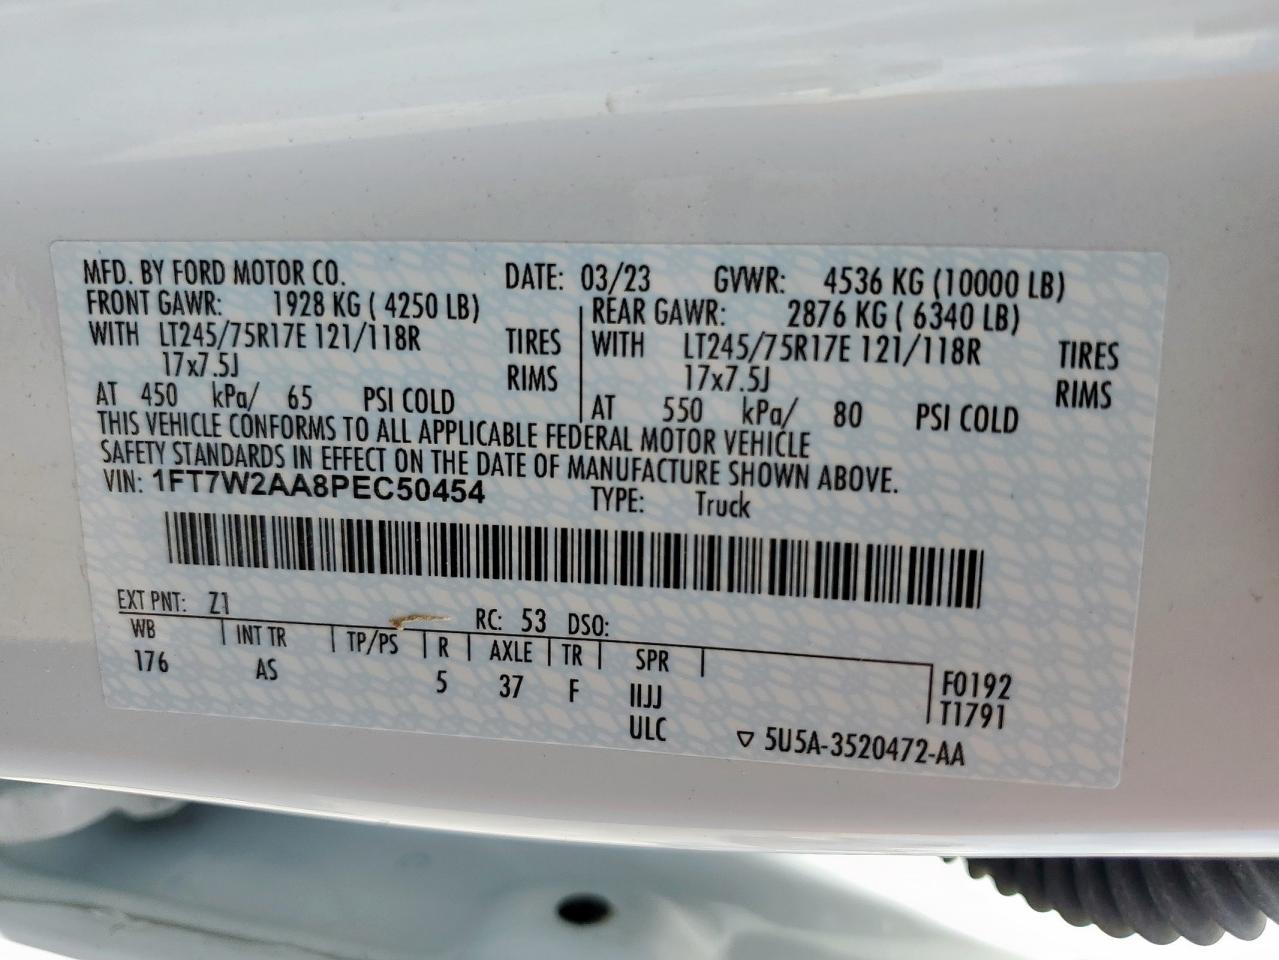 MFD. BY FORD MOTOR CO. DATE: 03/23 GVWR: 4536 KG (10000 LB)
FRONT GAWR: 1928 KG ( 4250 LB) REAR GAWR: 2876 KG ( 6340 LB)
WITH LT245/75R17E 121/118R TIRES WITH LT245/75R17E 121/118R TIRES
17x7.5J RIMS 17x7.5J RIMS
AT 450 kPa/ 65 PSI COLD AT 550 kPa/ 80 PSI COLD
THIS VEHICLE CONFORMS TO ALL APPLICABLE FEDERAL MOTOR VEHICLE
SAFETY STANDARDS IN EFFECT ON THE DATE OF MANUFACTURE SHOWN ABOVE.
VIN: 1FT7W2AA8PEC50454 TYPE: Truck
EXT PNT: Z1 RC: 53 DSO:
WB INT TR TP/PS R AXLE TR SPR
176 AS 5 37 F IIJJ F0192
ULC T1791
5U5A-3520472-AA